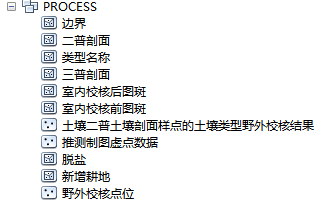 PROCESS
边界
二普剖面
类型名称
三普剖面
室内校核后图斑
室内校核前图斑
土壤二普土壤剖面样点的土壤类型野外校核结果
推测制图虚点数据
脱盐
新增耕地
野外校核点位